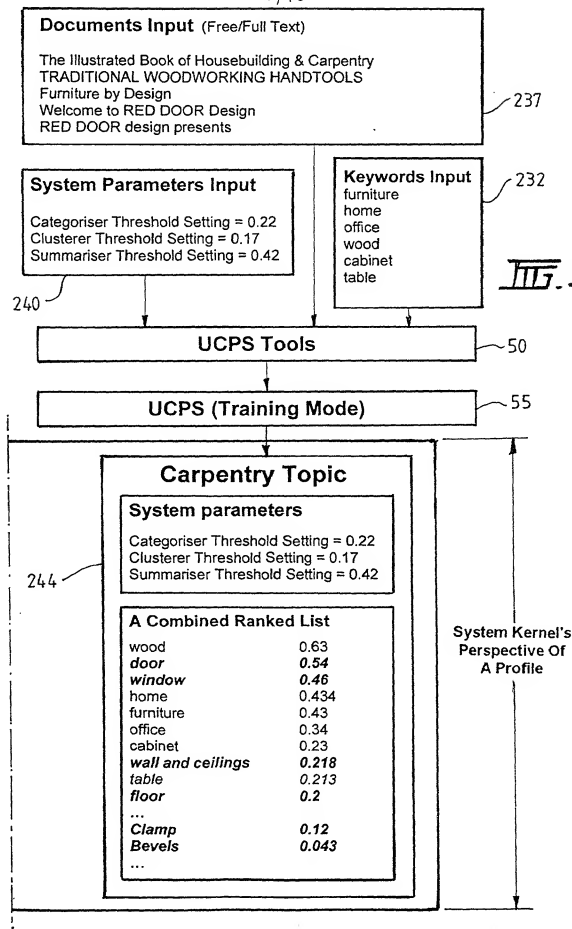 Documents Input (Free/Full Text)
The Illustrated Book of Housebuilding & Carpentry
TRADITIONAL WOODWORKING HANDTOOLS
Furniture by Design
Welcome to RED DOOR Design
RED DOOR design presents
237
System Parameters Input
Categoriser Threshold Setting = 0.22
Clusterer Threshold Setting = 0.17
Summariser Threshold Setting = 0.42
240
Keywords Input
furniture
home
office
wood
cabinet
table
232
FIG.
UCPS Tools
50
UCPS (Training Mode)
55
Carpentry Topic
System parameters
Categoriser Threshold Setting = 0.22
Clusterer Threshold Setting = 0.17
Summariser Threshold Setting = 0.42
244
A Combined Ranked List
wood 0.63
door 0.54
window 0.46
home 0.434
furniture 0.43
office 0.34
cabinet 0.23
wall and ceilings 0.218
table 0.213
floor 0.2
...
Clamp 0.12
Bevels 0.043
...
System Kernel's
Perspective Of
A Profile